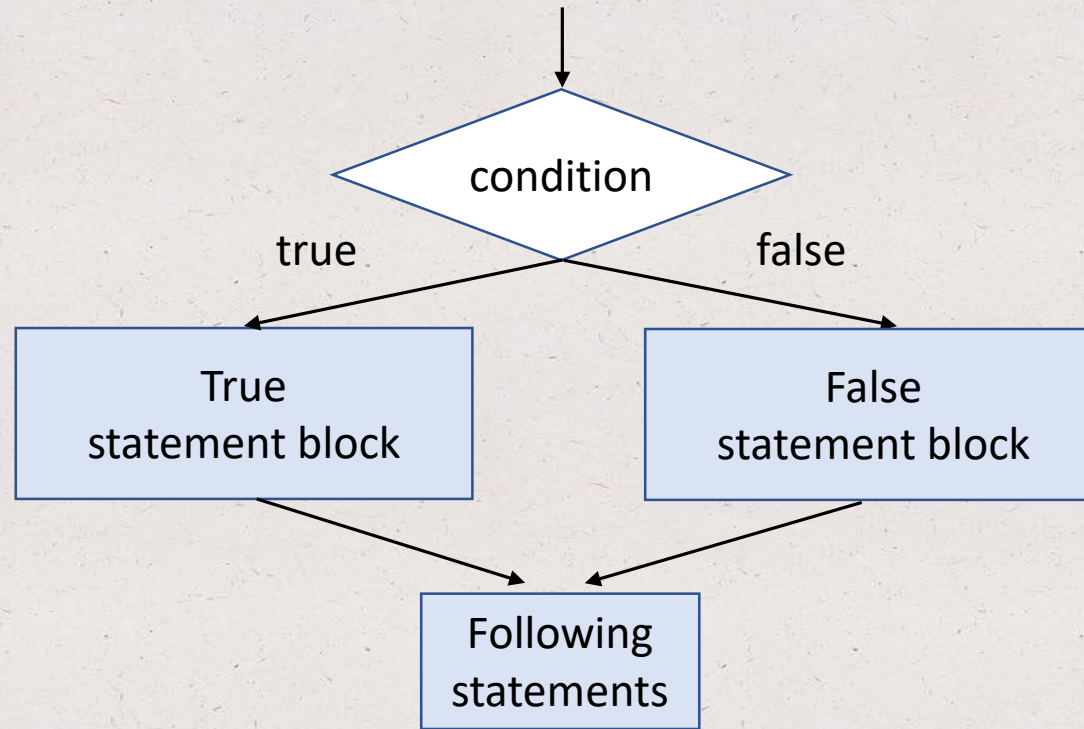 condition
true
false
True
statement block
False
statement block
Following
statements